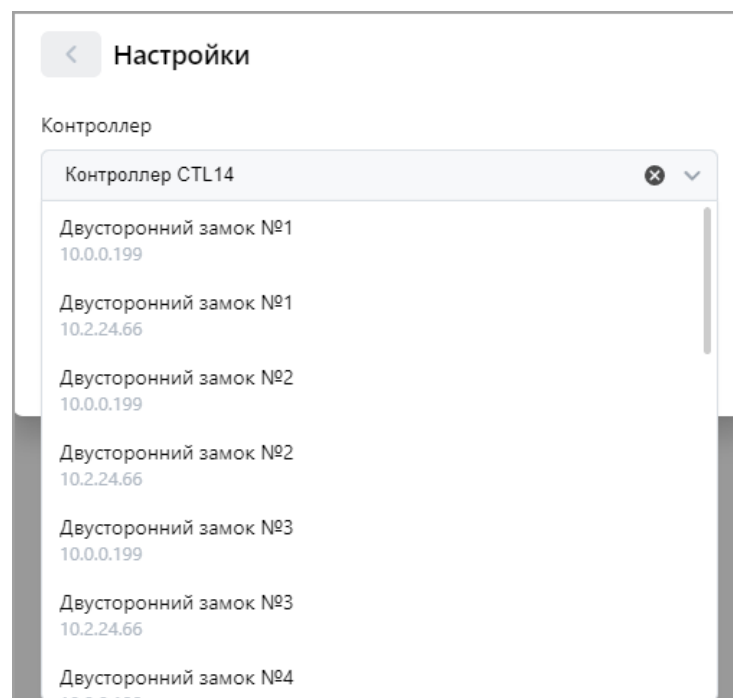 Настройки
Контроллер
Контроллер CTL14
Двусторонний замок №1
10.0.0.199
Двусторонний замок №1
10.2.24.66
Двусторонний замок №2
10.0.0.199
Двусторонний замок №2
10.2.24.66
Двусторонний замок №3
10.0.0.199
Двусторонний замок №3
10.2.24.66
Двусторонний замок №4